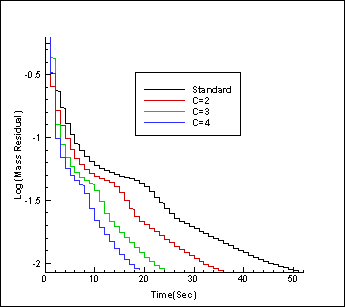 -0.5
-1
-1.5
-2
Log(Mass Residual)
Standard
C=2
C=3
C=4
0 10 20 30 40 50
Time(Sec)